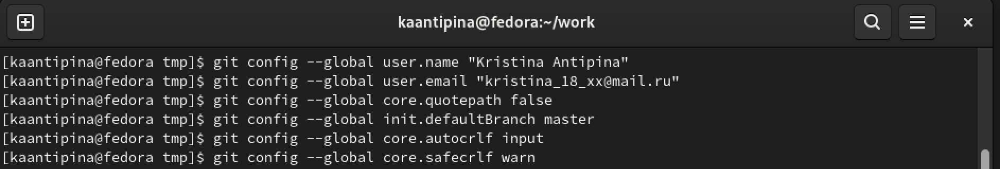 kaantipina@fedora:~/work
[kaantipina@fedora tmp]$ git config --global user.name "Kristina Antipina"
[kaantipina@fedora tmp]$ git config --global user.email "kristina_18_xx@mail.ru"
[kaantipina@fedora tmp]$ git config --global core.quotepath false
[kaantipina@fedora tmp]$ git config --global init.defaultBranch master
[kaantipina@fedora tmp]$ git config --global core.autocrlf input
[kaantipina@fedora tmp]$ git config --global core.safecrlf warn